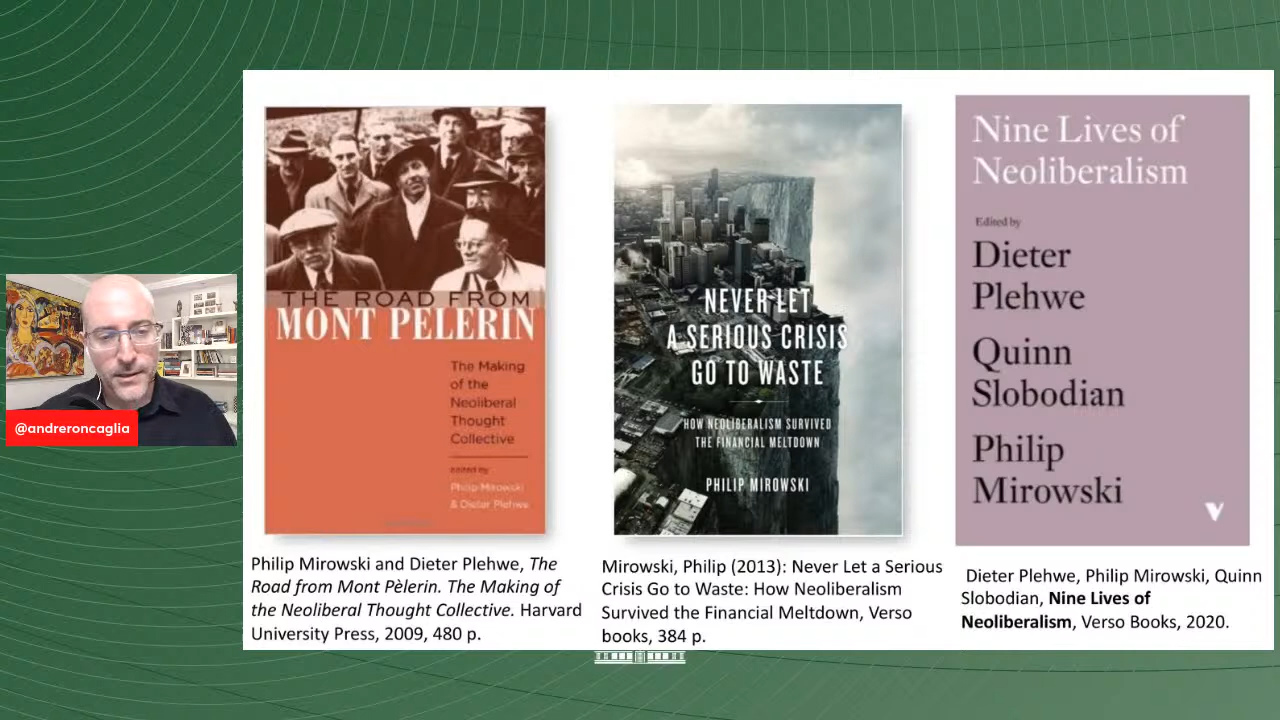 @andreroncaglia
THE ROAD FROM
MONT PELERIN
The Making
of the
Neoliberal
Thought
Collective
edited by
Philip Mirowski
& Dieter Plehwe
Philip Mirowski and Dieter Plehwe, The
Road from Mont Pèlerin. The Making of
the Neoliberal Thought Collective. Harvard
University Press, 2009, 480 p.
NEVER LET
A SERIOUS CRISIS
GO TO WASTE
HOW NEOLIBERALISM SURVIVED
THE FINANCIAL MELTDOWN
PHILIP MIROWSKI
Mirowski, Philip (2013): Never Let a Serious
Crisis Go to Waste: How Neoliberalism
Survived the Financial Meltdown, Verso
books, 384 p.
Nine Lives of
Neoliberalism
Edited by
Dieter
Plehwe
Quinn
Slobodian
Philip
Mirowski
V
Dieter Plehwe, Philip Mirowski, Quinn
Slobodian, Nine Lives of
Neoliberalism, Verso Books, 2020.